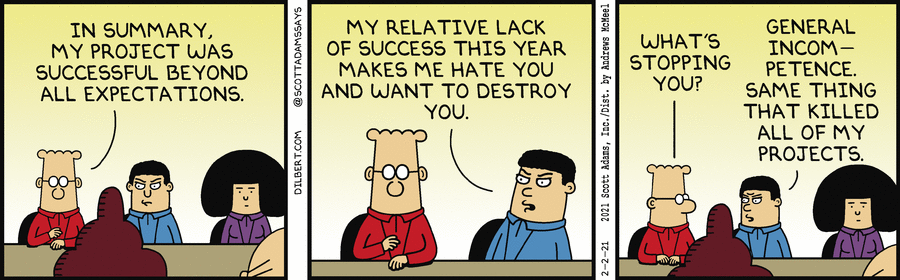 IN SUMMARY,
MY PROJECT WAS
SUCCESSFUL BEYOND
ALL EXPECTATIONS.
DILBERT.COM @SCOTTADAMSSAYS
MY RELATIVE LACK
OF SUCCESS THIS YEAR
MAKES ME HATE YOU
AND WANT TO DESTROY
YOU.
2-2-21 2021 Scott Adams, Inc./Dist. by Andrews McMeel
WHAT'S
STOPPING
YOU?
GENERAL
INCOM-
PETENCE.
SAME THING
THAT KILLED
ALL OF MY
PROJECTS.